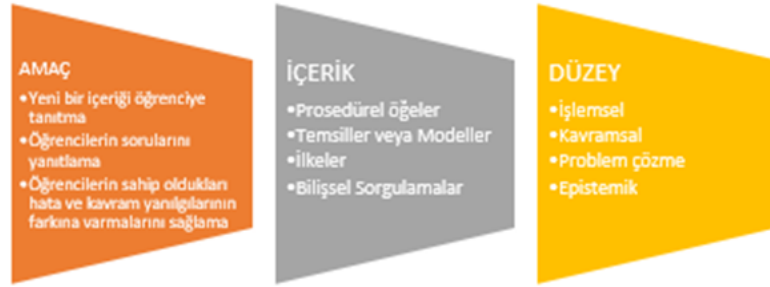 AMAÇ
•Yeni bir içeriği öğrenciye
tanıtma
•Öğrencilerin sorularını
yanıtlama
•Öğrencilerin sahip oldukları
hata ve kavram yanılgılarının
farkına varmalarını sağlama
İÇERİK
•Prosedürel öğeler
•Temsiller veya Modeller
•İlkeler
•Bilişsel Sorgulamalar
DÜZEY
•İşlemsel
•Kavramsal
•Problem çözme
•Epistemik